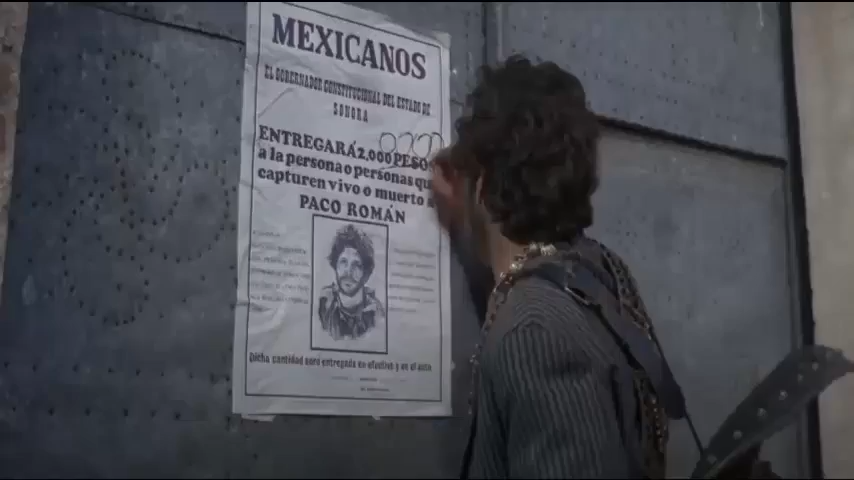 MEXICANOS
EL GOBERNADOR CONSTITUCIONAL DEL ESTADO DE
SONORA
ENTREGARÁ 2,000 PESOS
a la persona o personas que
capturen vivo o muerto a
PACO ROMÁN
Dicha cantidad será entregada en efectivo y en el acto